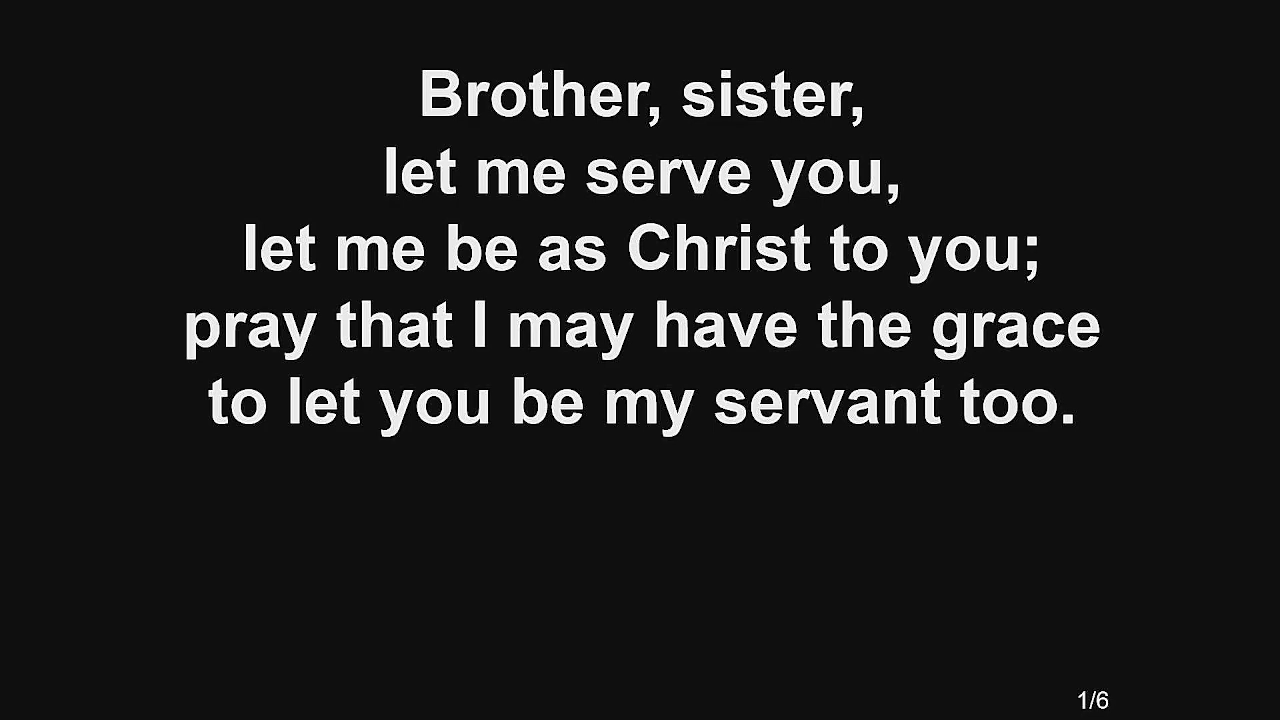 Brother, sister,
let me serve you,
let me be as Christ to you;
pray that I may have the grace
to let you be my servant too.
1/6